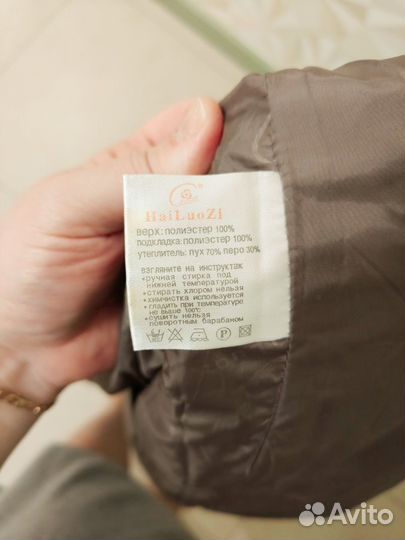 HaiLuoZi
верх: полиэстер 100%
подкладка: полиэстер 100%
утеплитель: пух 70% перо 30%
взгляните на инструктаж
•ручная стирка под
нижней температурой
•стирать хлором нельзя
•химчистка используется
•гладить при температуре
не выше 100℃
•сушить нельзя
поворотным барабаном
P
Avito